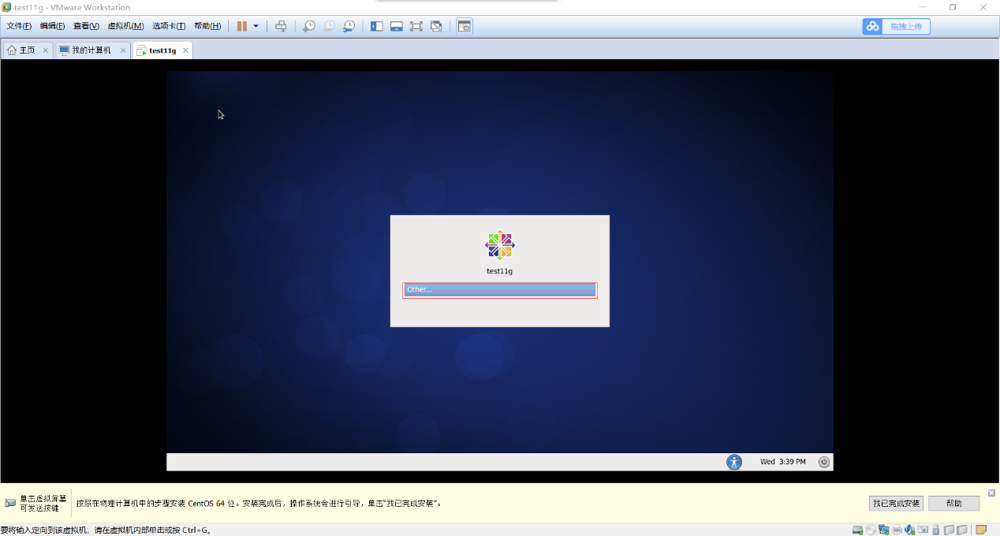 test11g - VMware Workstation
文件(F) 编辑(E) 查看(V) 虚拟机(M) 选项卡(T) 帮助(H)
拖拽上传
主页
我的计算机
test11g
test11g
Other...
Wed 3:39 PM
单击虚拟屏幕
可发送按键
按照在物理计算机中的步骤安装 CentOS 64 位。安装完成后，操作系统会进行引导，单击“我已完成安装”。
我已完成安装
帮助
要将输入定向到该虚拟机，请在虚拟机内部单击或按 Ctrl+G。